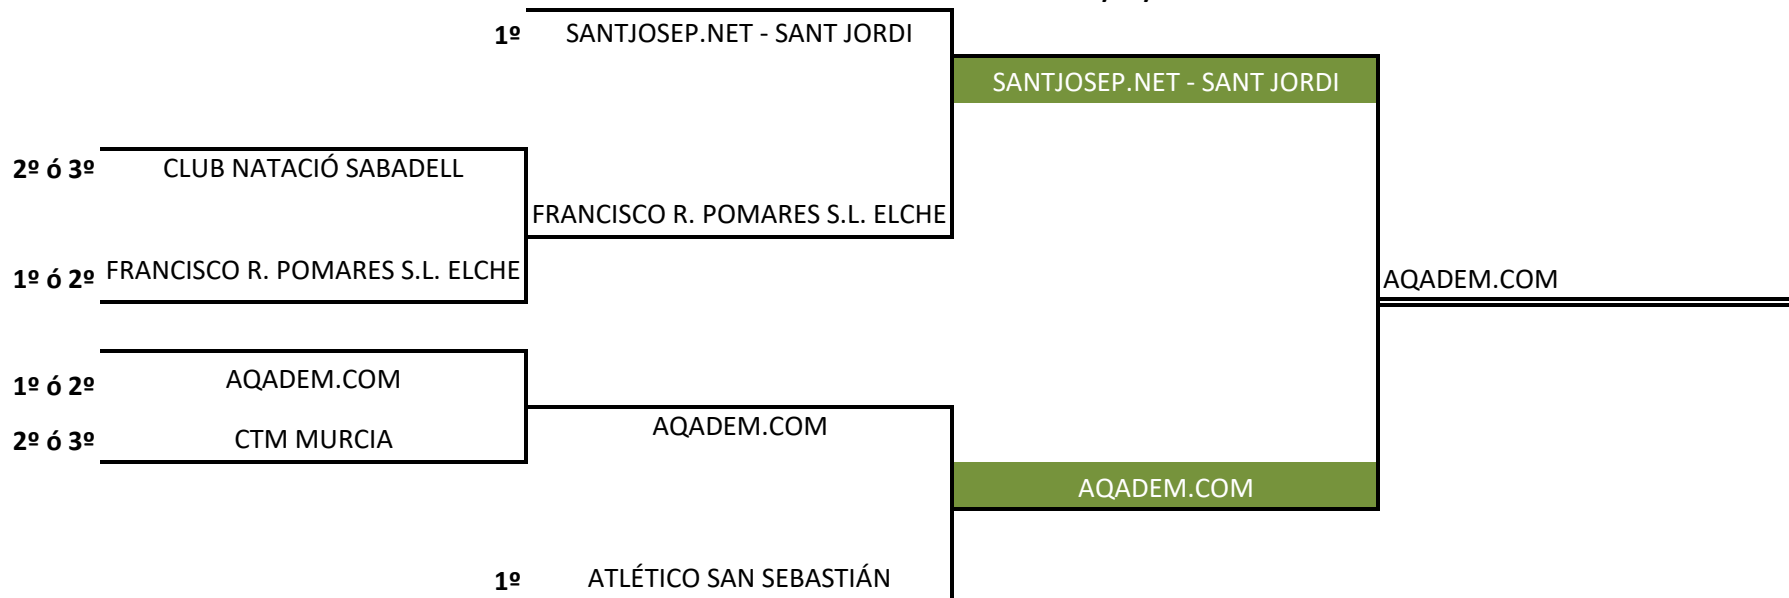 1º SANTJOSEP.NET - SANT JORDI
SANTJOSEP.NET - SANT JORDI
2º ó 3º CLUB NATACIÓ SABADELL
FRANCISCO R. POMARES S.L. ELCHE
1º ó 2º FRANCISCO R. POMARES S.L. ELCHE
AQADEM.COM
1º ó 2º AQADEM.COM
AQADEM.COM
2º ó 3º CTM MURCIA
AQADEM.COM
1º ATLÉTICO SAN SEBASTIÁN